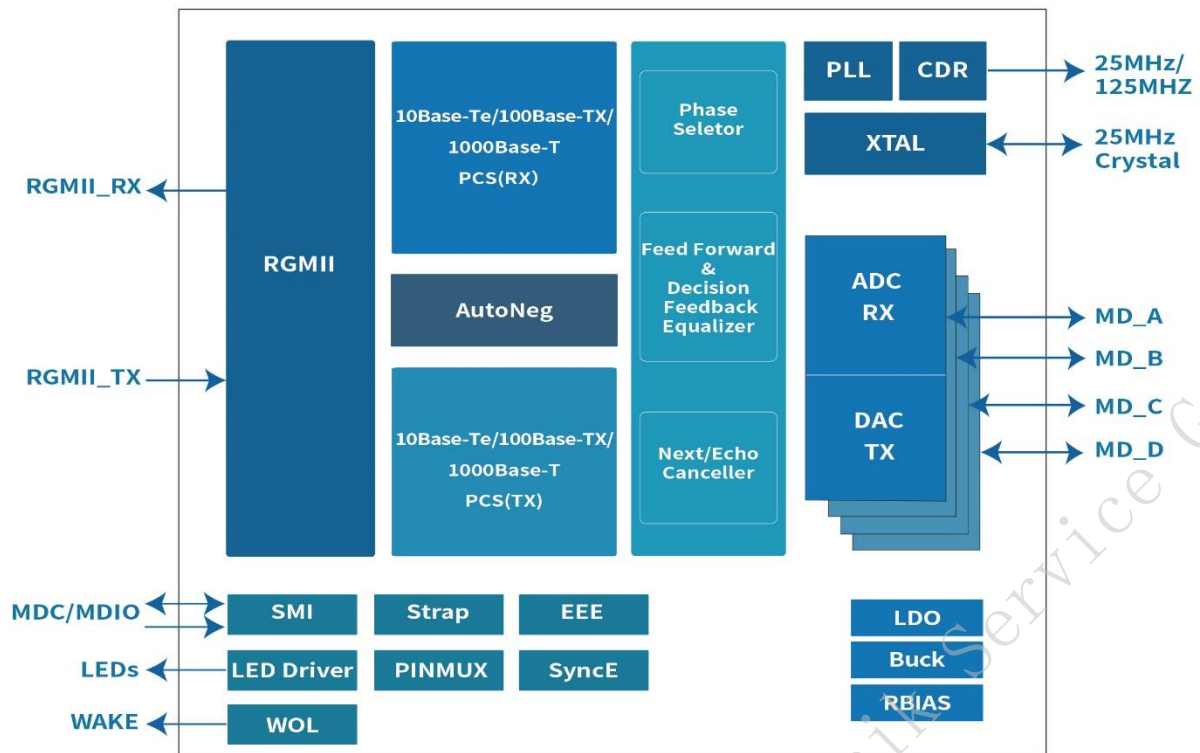 RGMII_RX
RGMII_TX
RGMII
10Base-Te/100Base-TX/
1000Base-T
PCS(RX)
AutoNeg
10Base-Te/100Base-TX/
1000Base-T
PCS(TX)
Phase
Seletor
Feed Forward
&
Decision
Feedback
Equalizer
Next/Echo
Canceller
PLL
CDR
25MHz/
125MHZ
XTAL
25MHz
Crystal
ADC
RX
DAC
TX
MD_A
MD_B
MD_C
MD_D
MDC/MDIO
SMI
Strap
EEE
LEDs
LED Driver
PINMUX
SyncE
WAKE
WOL
LDO
Buck
RBIAS
Service